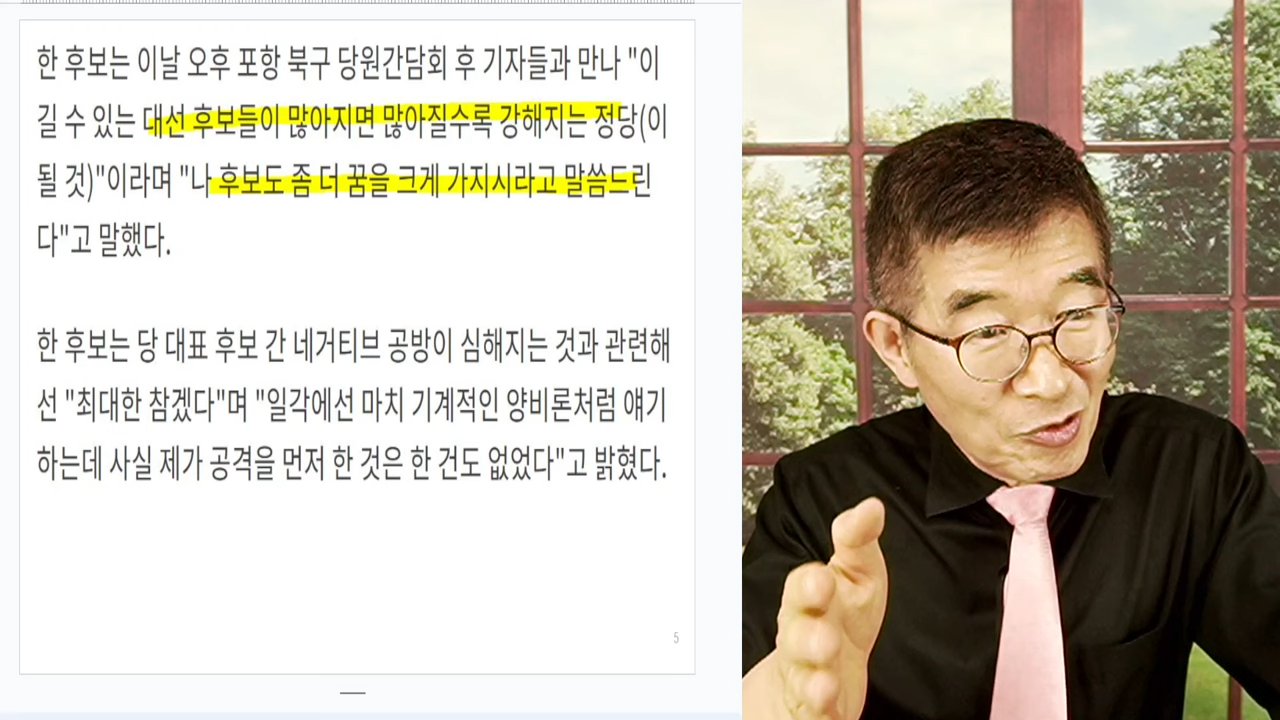 한 후보는 이날 오후 포항 북구 당원간담회 후 기자들과 만나 "이
길 수 있는 대선 후보들이 많아지면 많아질수록 강해지는 정당(이
될 것)"이라며 "나 후보도 좀 더 꿈을 크게 가지시라고 말씀드린
다"고 말했다.
한 후보는 당 대표 후보 간 네거티브 공방이 심해지는 것과 관련해
선 "최대한 참겠다"며 "일각에선 마치 기계적인 양비론처럼 얘기
하는데 사실 제가 공격을 먼저 한 것은 한 건도 없었다"고 밝혔다.
5